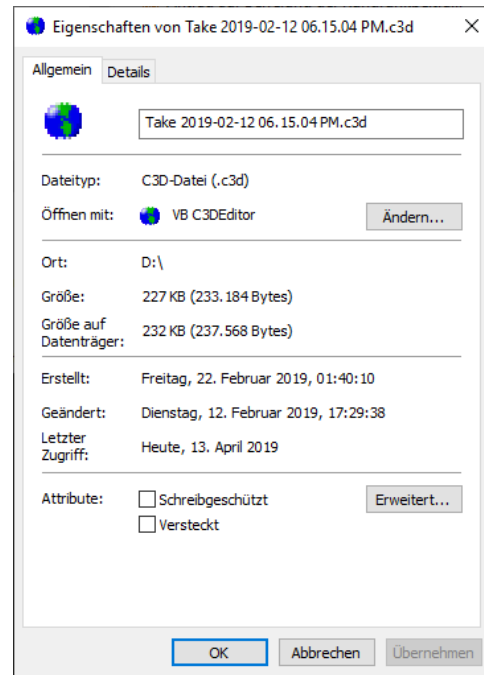 Eigenschaften von Take 2019-02-12 06.15.04 PM.c3d
Allgemein Details
Take 2019-02-12 06.15.04 PM.c3d
Dateityp: C3D-Datei (.c3d)
Öffnen mit: VB C3DEditor Ändern...
Ort: D:\
Größe: 227 KB (233.184 Bytes)
Größe auf
Datenträger: 232 KB (237.568 Bytes)
Erstellt: Freitag, 22. Februar 2019, 01:40:10
Geändert: Dienstag, 12. Februar 2019, 17:29:38
Letzter
Zugriff: Heute, 13. April 2019
Attribute: Schreibgeschützt Erweitert...
Versteckt
OK Abbrechen Übernehmen